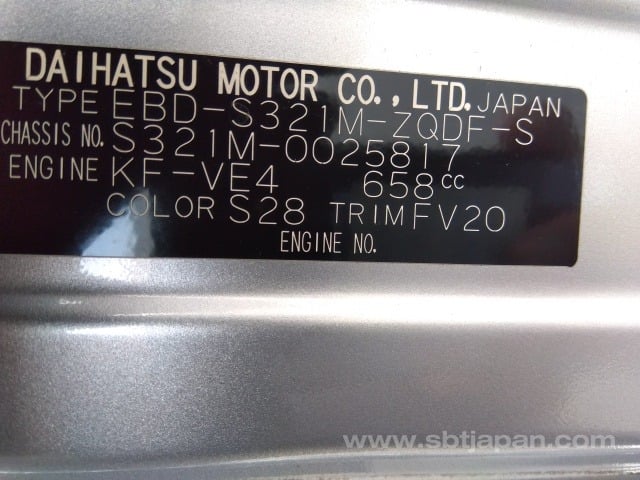 DAIHATSU MOTOR CO., LTD. JAPAN
TYPE EBD-S321M-ZQDF-S
CHASSIS NO. S321M-0025817
ENGINE KF-VE4 658cc
COLOR S28 TRIM FV20
ENGINE NO.
www.sbtjapan.com